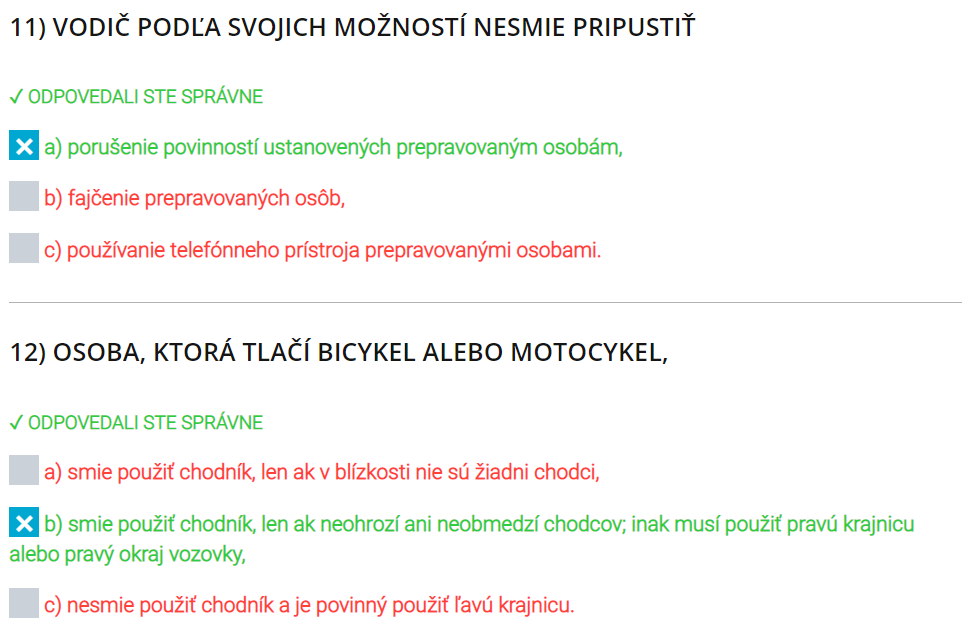 11) VODIČ PODĽA SVOJICH MOŽNOSTÍ NESMIE PRIPUSTIŤ
✓ ODPOVEDALI STE SPRÁVNE
a) porušenie povinností ustanovených prepravovaným osobám,
b) fajčenie prepravovaných osôb,
c) používanie telefónneho prístroja prepravovanými osobami.
12) OSOBA, KTORÁ TLAČÍ BICYKEL ALEBO MOTOCYKEL,
✓ ODPOVEDALI STE SPRÁVNE
a) smie použiť chodník, len ak v blízkosti nie sú žiadni chodci,
b) smie použiť chodník, len ak neohrozí ani neobmedzí chodcov; inak musí použiť pravú krajnicu
alebo pravý okraj vozovky,
c) nesmie použiť chodník a je povinný použiť ľavú krajnicu.